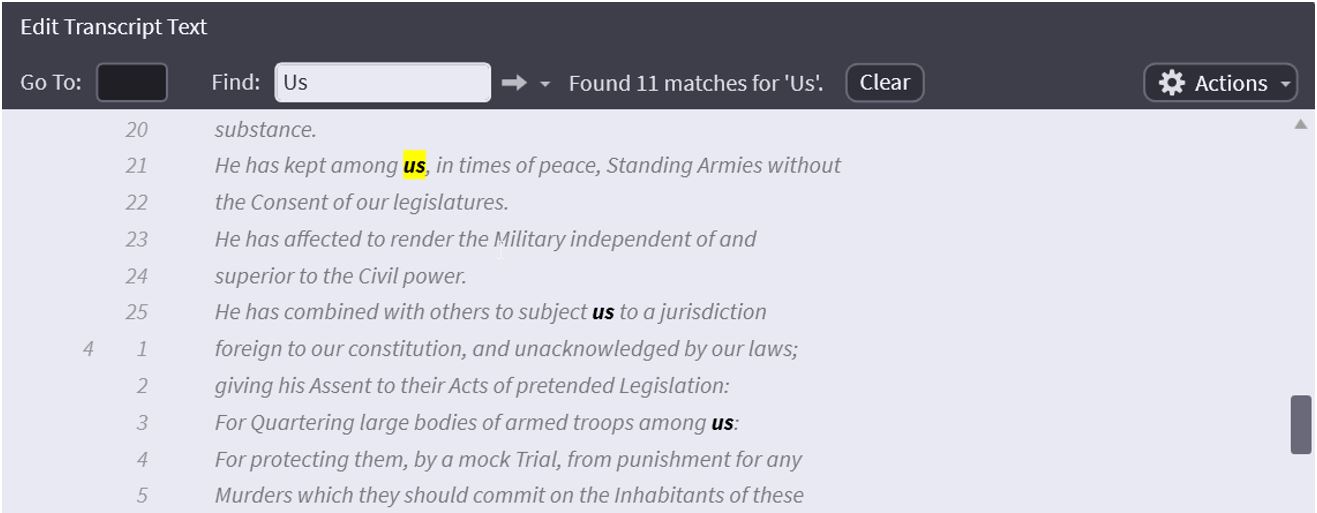 Edit Transcript Text
Go To: Find: Us Found 11 matches for 'Us'. Clear Actions
20 substance.
21 He has kept among us, in times of peace, Standing Armies without
22 the Consent of our legislatures.
23 He has affected to render the Military independent of and
24 superior to the Civil power.
25 He has combined with others to subject us to a jurisdiction
4 1 foreign to our constitution, and unacknowledged by our laws;
2 giving his Assent to their Acts of pretended Legislation:
3 For Quartering large bodies of armed troops among us:
4 For protecting them, by a mock Trial, from punishment for any
5 Murders which they should commit on the Inhabitants of these